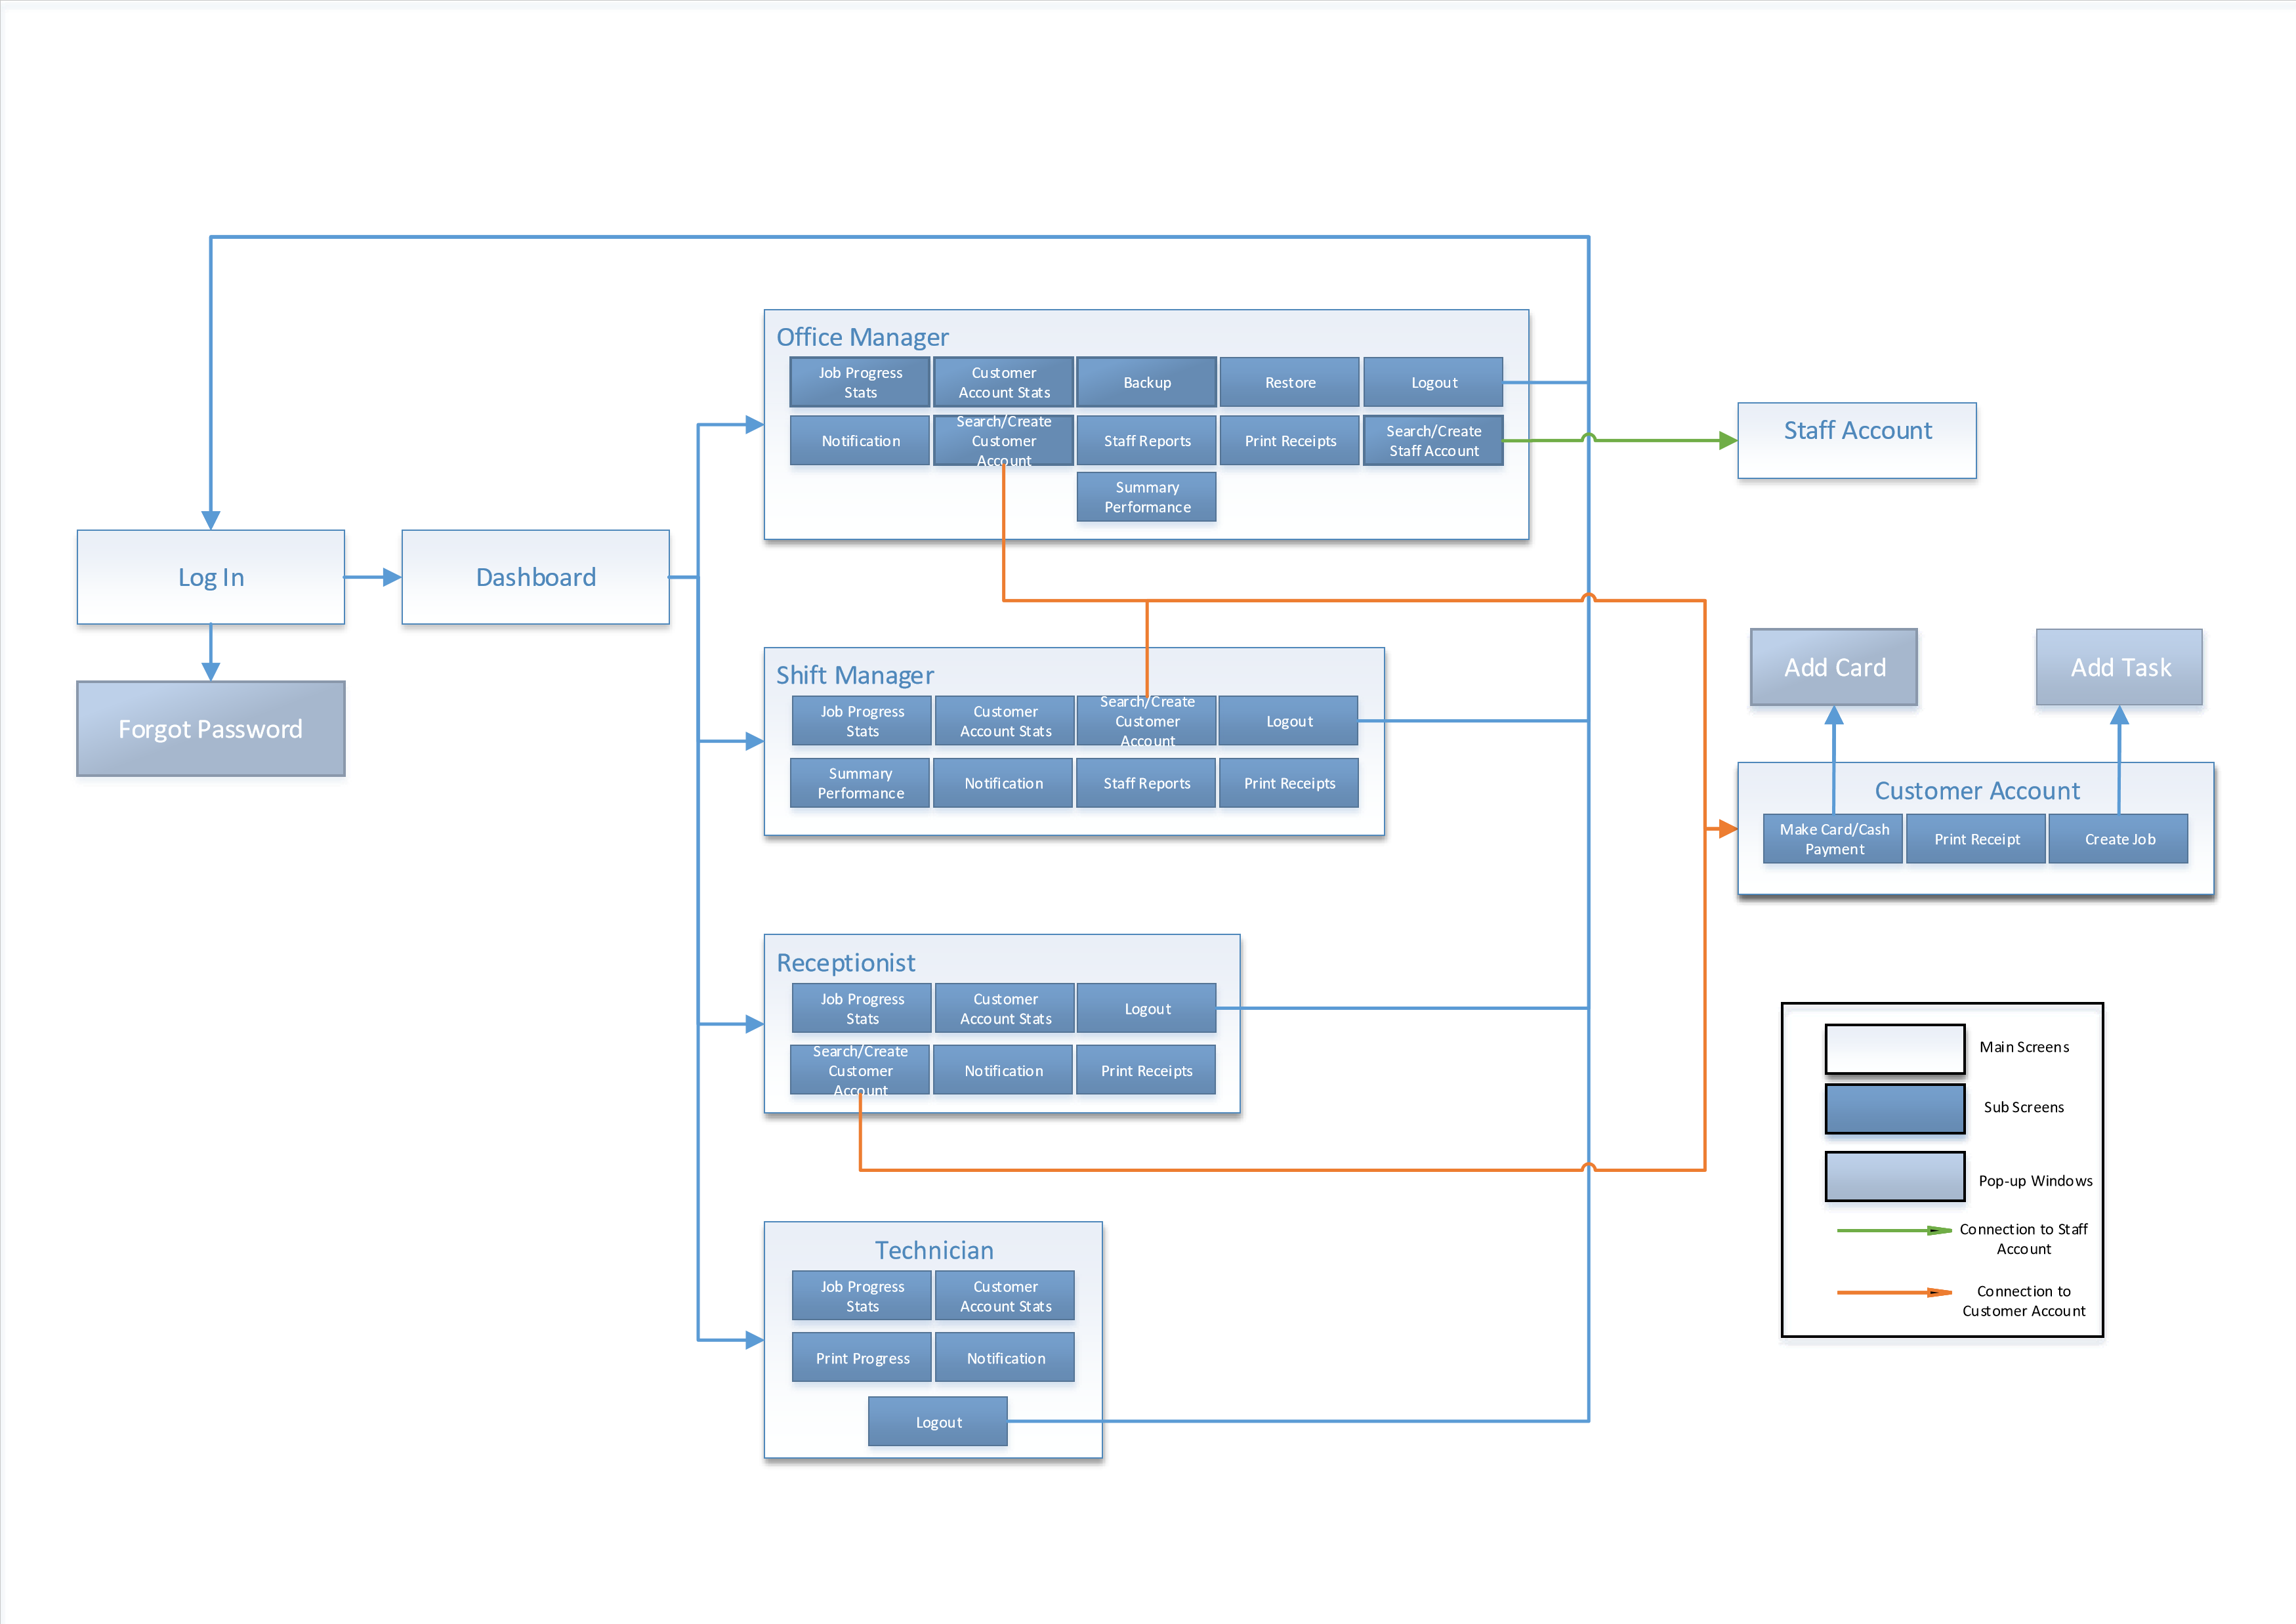 Office Manager
Job Progress
Stats
Customer
Account Stats
Backup
Restore
Logout
Notification
Search/Create
Customer
Account
Staff Reports
Print Receipts
Search/Create
Staff Account
Summary
Performance
Staff Account
Log In
Dashboard
Forgot Password
Shift Manager
Job Progress
Stats
Customer
Account Stats
Search/Create
Customer
Account
Logout
Summary
Performance
Notification
Staff Reports
Print Receipts
Add Card
Add Task
Customer Account
Make Card/Cash
Payment
Print Receipt
Create Job
Receptionist
Job Progress
Stats
Customer
Account Stats
Logout
Search/Create
Customer
Account
Notification
Print Receipts
Technician
Job Progress
Stats
Customer
Account Stats
Print Progress
Notification
Logout
Main Screens
Sub Screens
Pop-up Windows
Connection to Staff
Account
Connection to
Customer Account